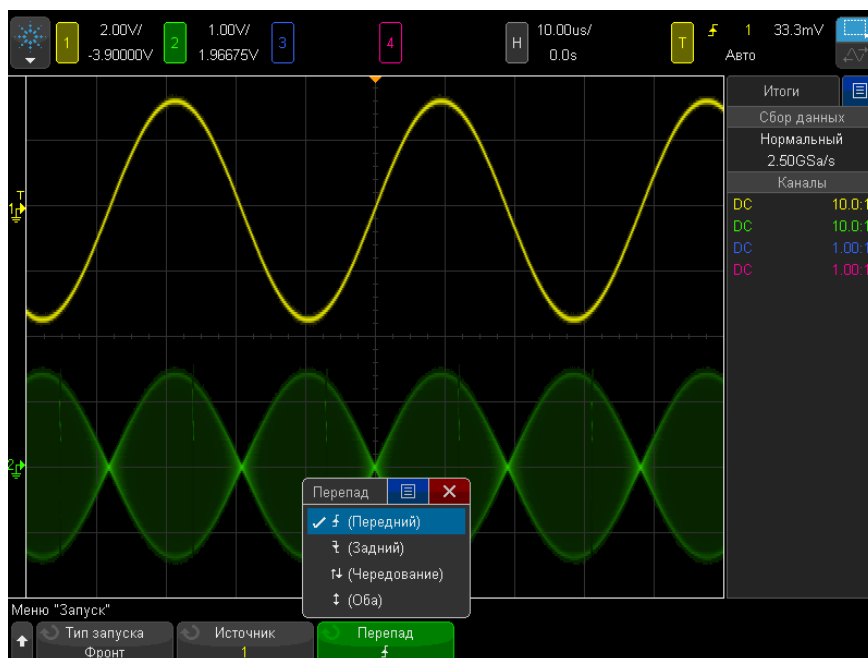 1 2.00V/ -3.90000V 2 1.00V/ 1.96675V 3 4 H 10.00us/ 0.0s T 1 33.3mV Авто
Итоги
Сбор данных
Нормальный
2.50GSa/s
Каналы
DC 10.0:1
DC 10.0:1
DC 1.00:1
DC 1.00:1
T
1
2
Перепад
(Передний)
(Задний)
(Чередование)
(Оба)
Меню "Запуск"
Тип запуска
Фронт
Источник
1
Перепад